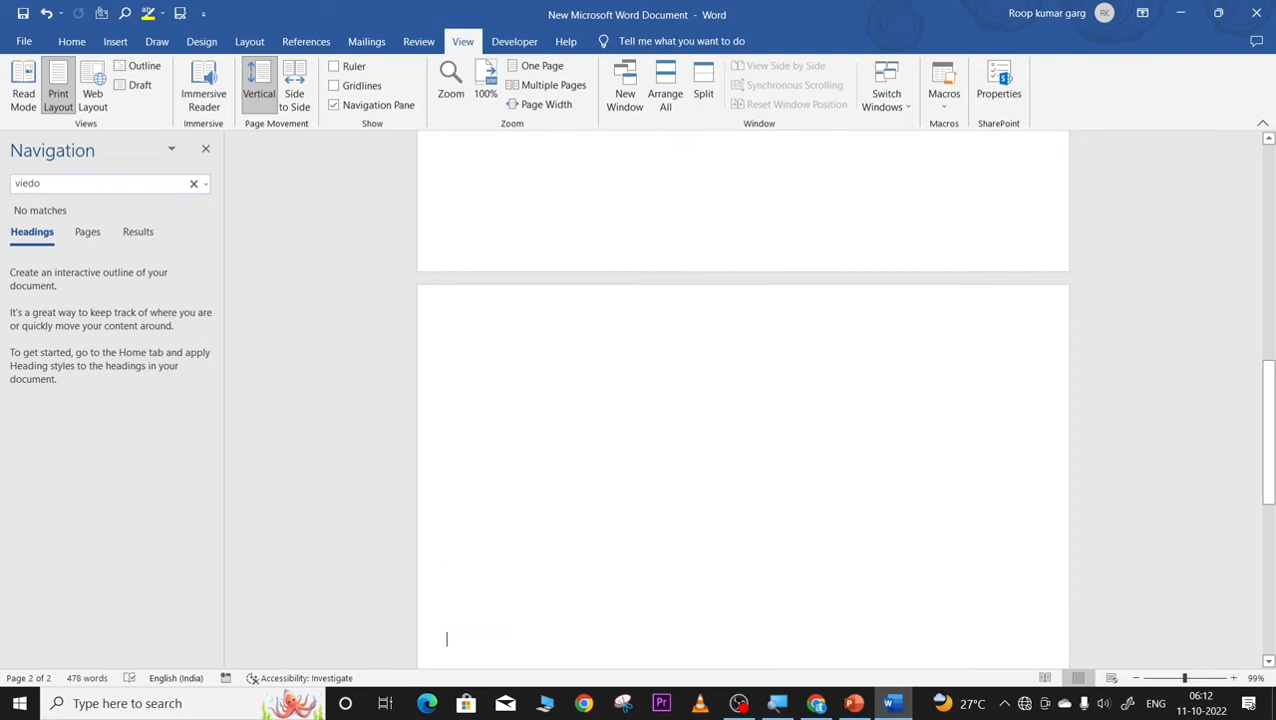 New Microsoft Word Document - Word
Roop kumar garg RK
File Home Insert Draw Design Layout References Mailings Review View Developer Help Tell me what you want to do
Read Mode
Print Layout
Web Layout
Outline
Draft
Views
Immersive Reader
Immersive
Vertical
Side to Side
Page Movement
Ruler
Gridlines
Navigation Pane
Show
Zoom
100%
One Page
Multiple Pages
Page Width
Zoom
New Window
Arrange All
Split
View Side by Side
Synchronous Scrolling
Reset Window Position
Switch Windows
Window
Macros
Macros
Properties
SharePoint
Navigation
viedo
No matches
Headings Pages Results
Create an interactive outline of your
document.
It's a great way to keep track of where you are
or quickly move your content around.
To get started, go to the Home tab and apply
Heading styles to the headings in your
document.
Page 2 of 2 478 words English (India) Accessibility: Investigate 99%
Type here to search
27°C ENG 06:12
11-10-2022
2